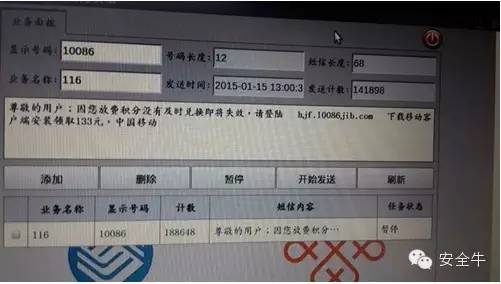 业务面板
显示号码: 10086 号码长度: 12 短信长度: 68
业务名称: 116 发送时间: 2015-01-15 13:00:3 发送计数: 141898
尊敬的用户;因您放费积分没有及时兑换即将失效,请登陆 hjf.10086.jib.com 下载移动客
户端安装领取133元,中国移动
添加 删除 暂停 开始发送 刷新
业务名称 显示号码 计数 短信内容 任务状态
116 10086 188648 尊敬的用户;因您放费积分… 暂停
安全牛